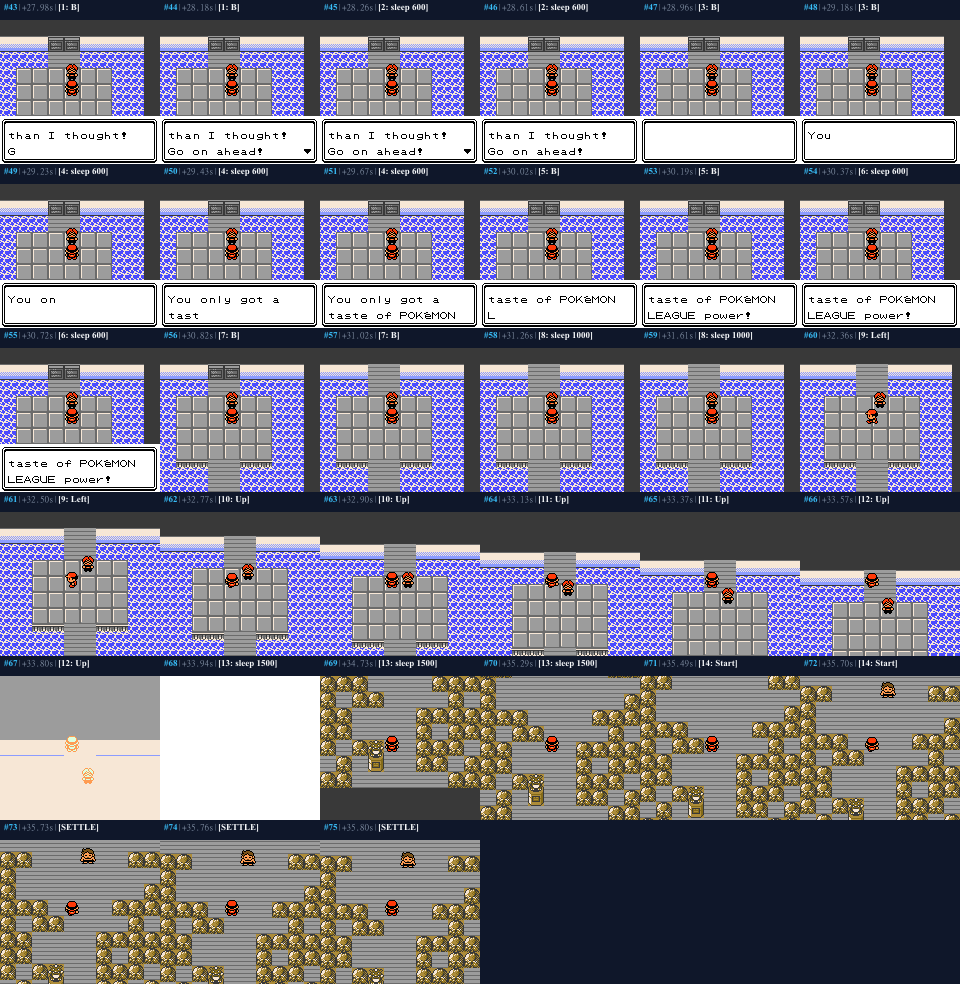 #43|+27.98s| [1: B]
#44|+28.18s| [1: B]
#45|+28.26s| [2: sleep 600]
#46|+28.61s| [2: sleep 600]
#47|+28.96s| [3: B]
#48|+29.18s| [3: B]
than I thought!
G
than I thought!
Go on ahead!
than I thought!
Go on ahead!
than I thought!
Go on ahead!
You
#49|+29.23s| [4: sleep 600]
#50|+29.43s| [4: sleep 600]
#51|+29.67s| [4: sleep 600]
#52|+30.02s| [5: B]
#53|+30.19s| [5: B]
#54|+30.37s| [6: sleep 600]
You on
You only got a
tast
You only got a
taste of POKéMON
taste of POKéMON
L
taste of POKéMON
LEAGUE power!
taste of POKéMON
LEAGUE power!
#55|+30.72s| [6: sleep 600]
#56|+30.82s| [7: B]
#57|+31.02s| [7: B]
#58|+31.26s| [8: sleep 1000]
#59|+31.61s| [8: sleep 1000]
#60|+32.36s| [9: Left]
taste of POKéMON
LEAGUE power!
#61|+32.50s| [9: Left]
#62|+32.77s| [10: Up]
#63|+32.90s| [10: Up]
#64|+33.13s| [11: Up]
#65|+33.37s| [11: Up]
#66|+33.57s| [12: Up]
#67|+33.80s| [12: Up]
#68|+33.94s| [13: sleep 1500]
#69|+34.73s| [13: sleep 1500]
#70|+35.29s| [13: sleep 1500]
#71|+35.49s| [14: Start]
#72|+35.70s| [14: Start]
#73|+35.73s| [SETTLE]
#74|+35.76s| [SETTLE]
#75|+35.80s| [SETTLE]